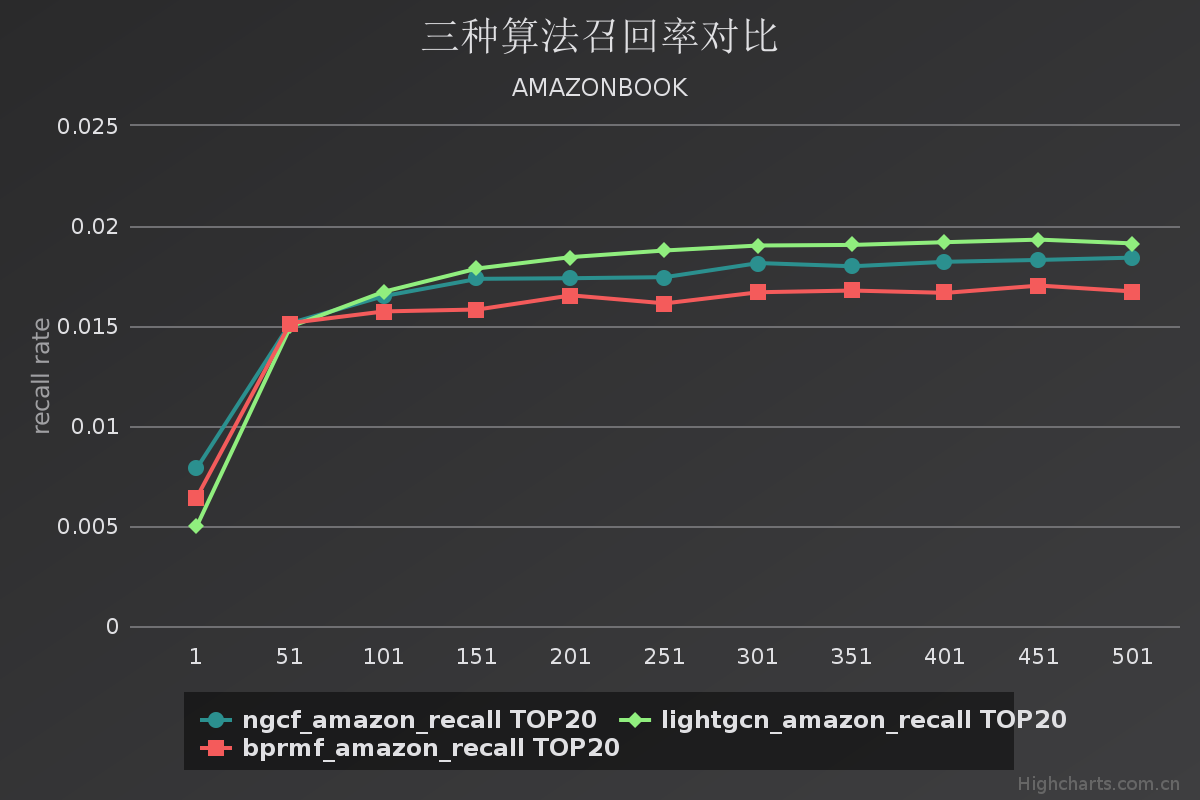 三种算法召回率对比
AMAZONBOOK
recall rate
0.025
0.02
0.015
0.01
0.005
0
1 51 101 151 201 251 301 351 401 451 501
ngcf_amazon_recall TOP20 lightgcn_amazon_recall TOP20
bprmf_amazon_recall TOP20
Highcharts.com.cn